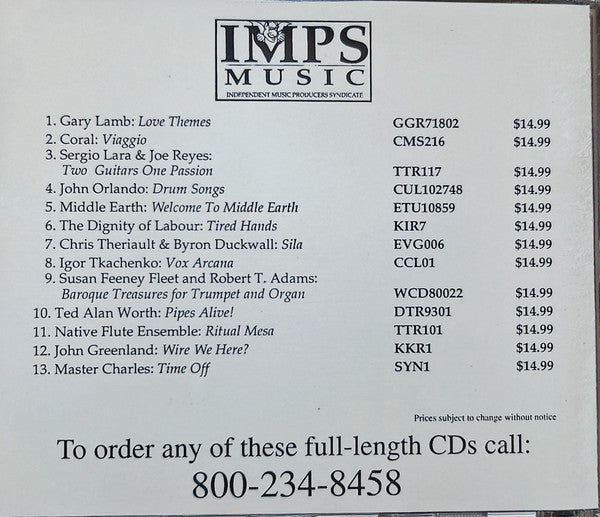 IMPS
MUSIC
INDEPENDENT MUSIC PRODUCERS SYNDICATE
1. Gary Lamb: Love Themes GGR71802 $14.99
2. Coral: Viaggio CMS216 $14.99
3. Sergio Lara & Joe Reyes:
Two Guitars One Passion TTR117 $14.99
4. John Orlando: Drum Songs CUL102748 $14.99
5. Middle Earth: Welcome To Middle Earth ETU10859 $14.99
6. The Dignity of Labour: Tired Hands KIR7 $14.99
7. Chris Theriault & Byron Duckwall: Sila EVG006 $14.99
8. Igor Tkachenko: Vox Arcana CCL01 $14.99
9. Susan Feeney Fleet and Robert T. Adams:
Baroque Treasures for Trumpet and Organ WCD80022 $14.99
10. Ted Alan Worth: Pipes Alive! DTR9301 $14.99
11. Native Flute Ensemble: Ritual Mesa TTR101 $14.99
12. John Greenland: Wire We Here? KKR1 $14.99
13. Master Charles: Time Off SYN1 $14.99
Prices subject to change without notice
To order any of these full-length CDs call:
800-234-8458